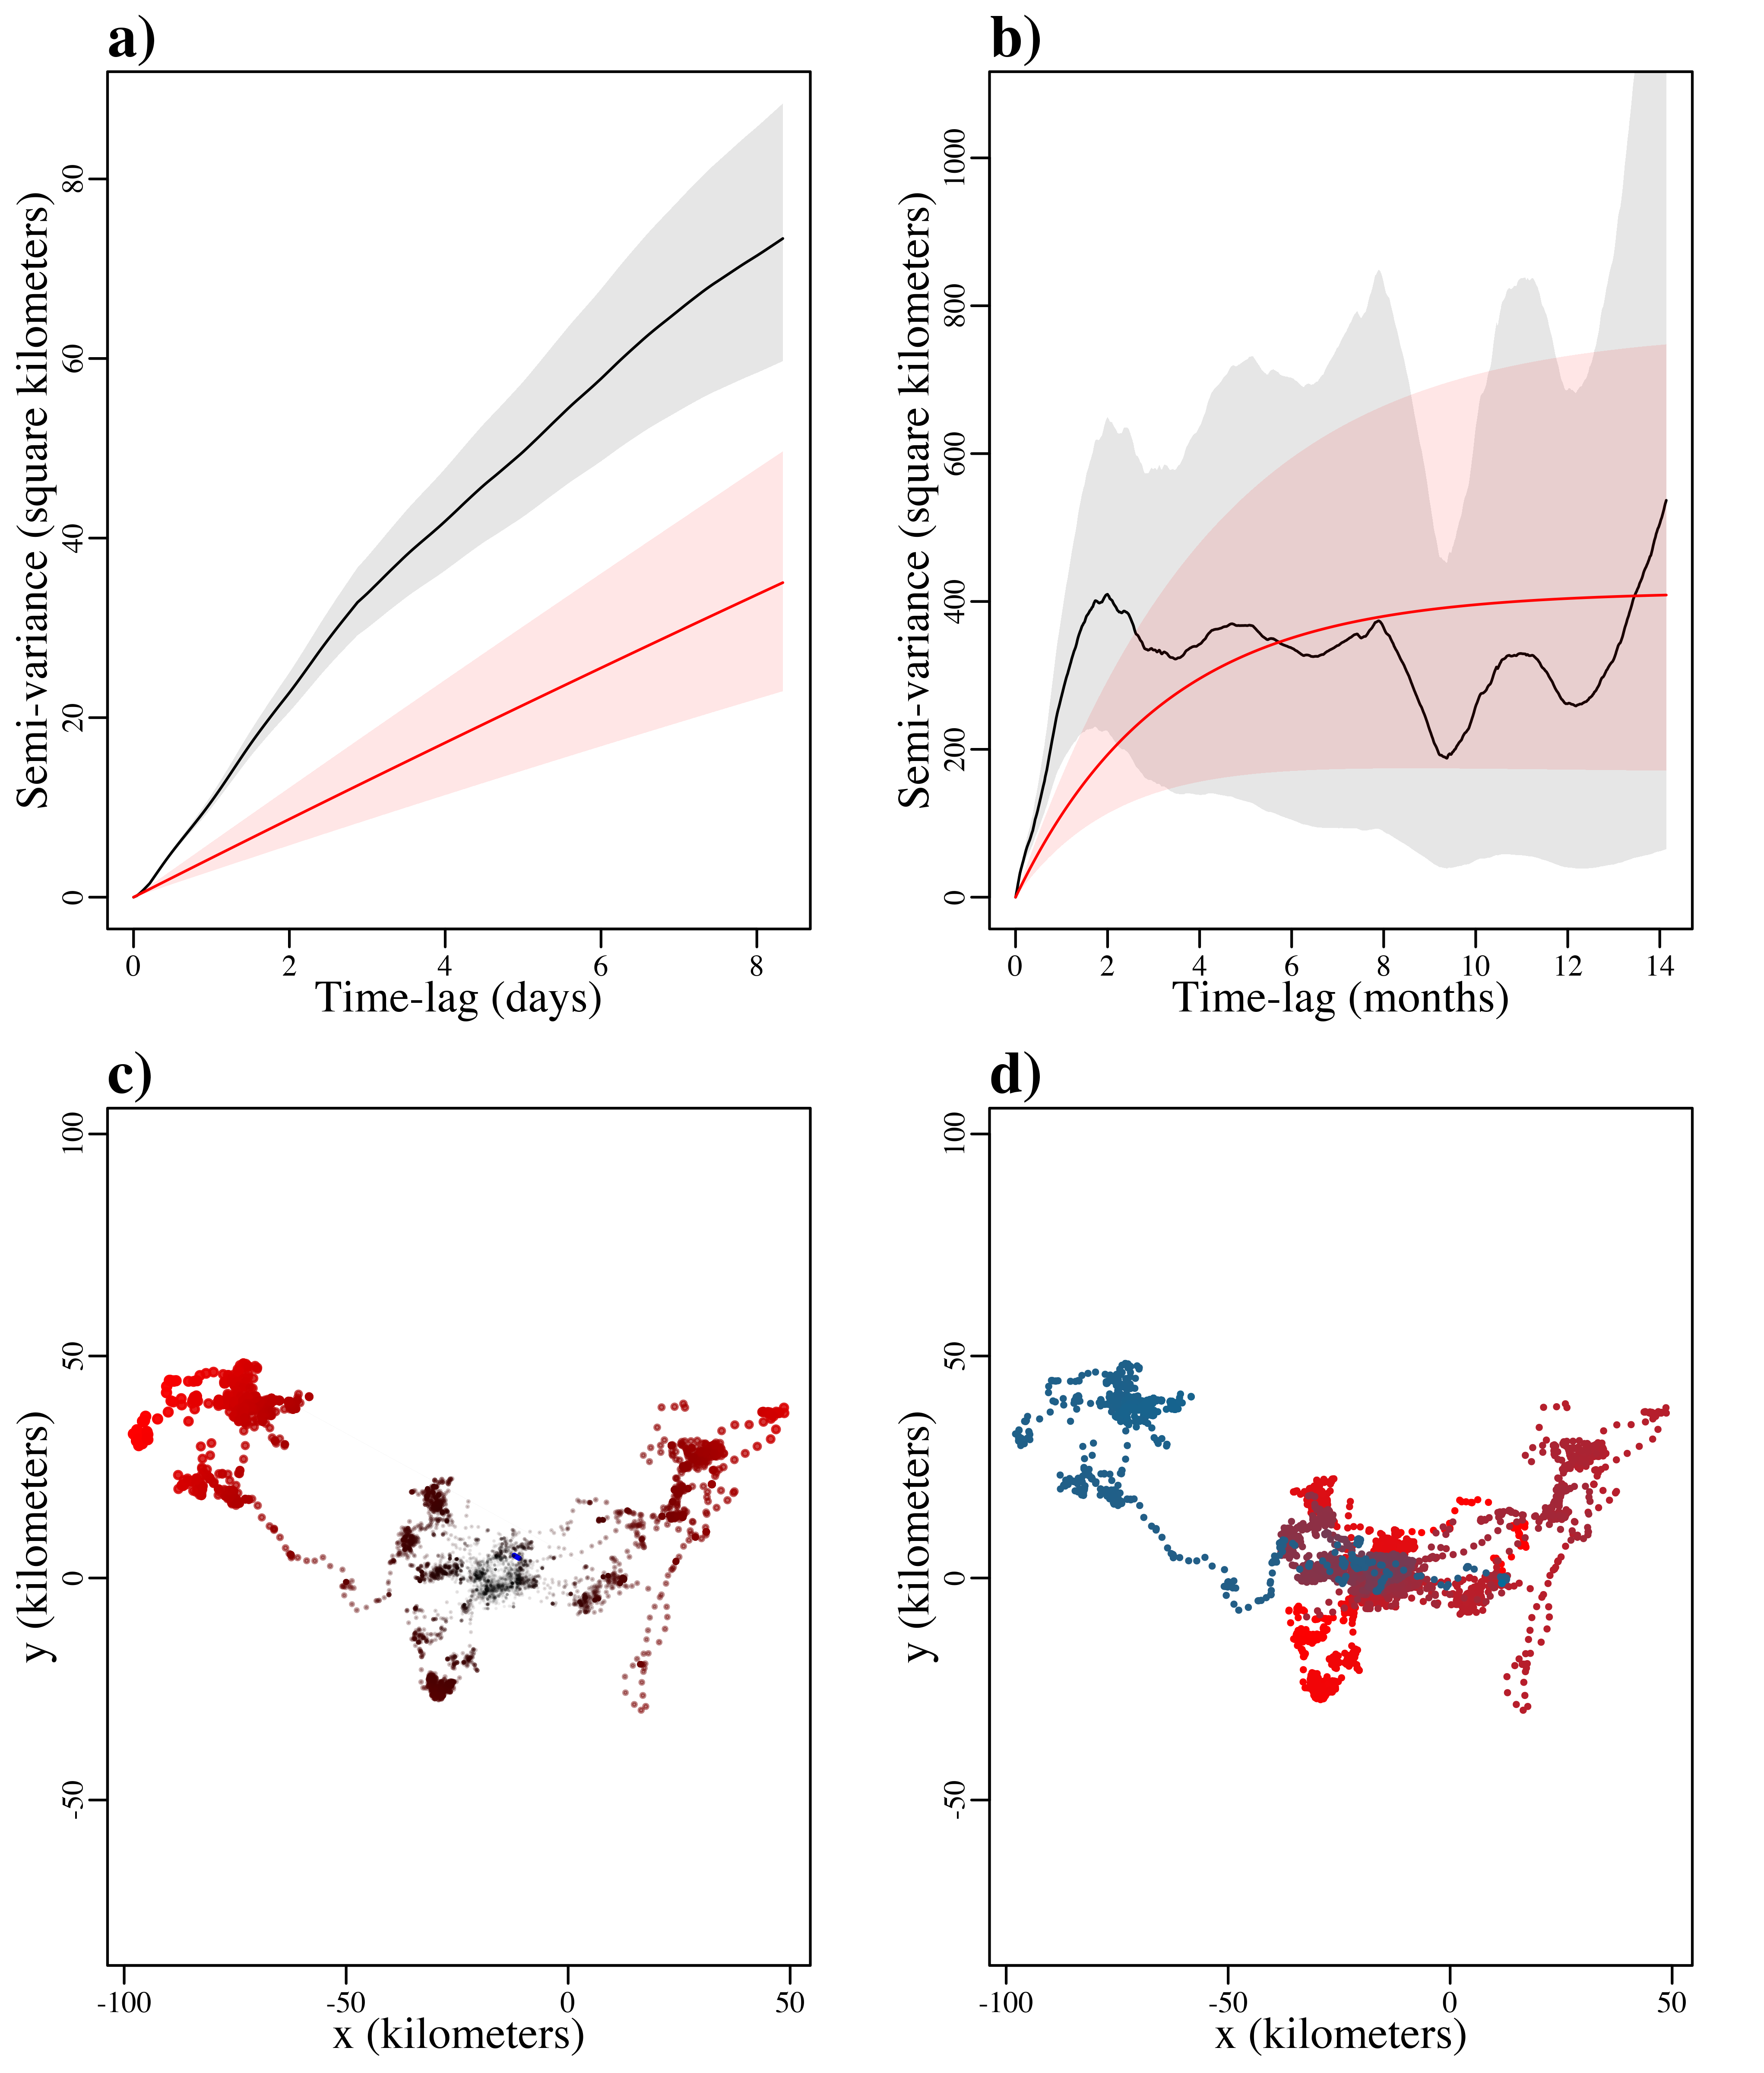 a)
Semi-variance (square kilometers)
80
60
40
20
0
0 2 4 6 8
Time-lag (days)
b)
Semi-variance (square kilometers)
1000
800
600
400
200
0
0 2 4 6 8 10 12 14
Time-lag (months)
c)
y (kilometers)
100
50
0
-50
-100 -50 0 50
x (kilometers)
d)
y (kilometers)
100
50
0
-50
-100 -50 0 50
x (kilometers)